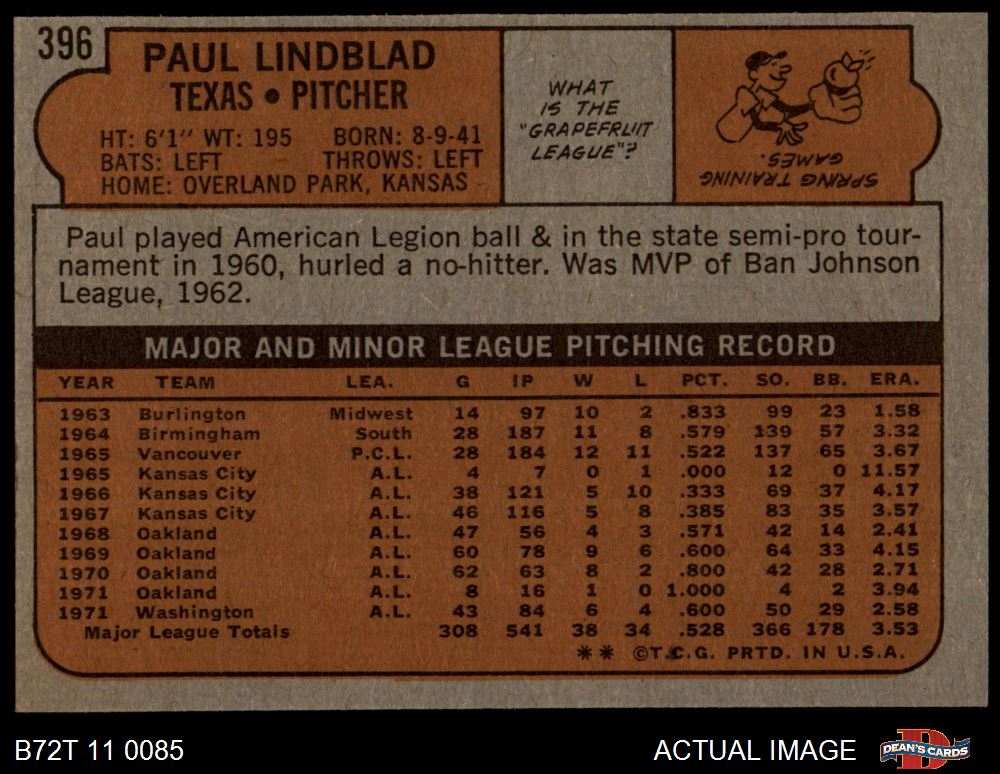 396
PAUL LINDBLAD
TEXAS • PITCHER
HT: 6'1" WT: 195 BORN: 8-9-41
BATS: LEFT THROWS: LEFT
HOME: OVERLAND PARK, KANSAS
WHAT
IS THE
"GRAPEFRUIT
LEAGUE"?
SPRING TRAINING
GAMES.
Paul played American Legion ball & in the state semi-pro tour-
nament in 1960, hurled a no-hitter. Was MVP of Ban Johnson
League, 1962.
MAJOR AND MINOR LEAGUE PITCHING RECORD
YEAR TEAM LEA. G IP W L PCT. SO. BB. ERA.
1963 Burlington Midwest 14 97 10 2 .833 99 23 1.58
1964 Birmingham South 28 187 11 8 .579 139 57 3.32
1965 Vancouver P.C.L. 28 184 12 11 .522 137 65 3.67
1965 Kansas City A.L. 4 7 0 1 .000 12 0 11.57
1966 Kansas City A.L. 38 121 5 10 .333 69 37 4.17
1967 Kansas City A.L. 46 116 5 8 .385 83 35 3.57
1968 Oakland A.L. 47 56 4 3 .571 42 14 2.41
1969 Oakland A.L. 60 78 9 6 .600 64 33 4.15
1970 Oakland A.L. 62 63 8 2 .800 42 28 2.71
1971 Oakland A.L. 8 16 1 0 1.000 4 2 3.94
1971 Washington A.L. 43 84 6 4 .600 50 29 2.58
Major League Totals 308 541 38 34 .528 366 178 3.53
** ©T.C.G. PRTD. IN U.S.A.
B72T 11 0085
ACTUAL IMAGE
DEAN'S CARDS